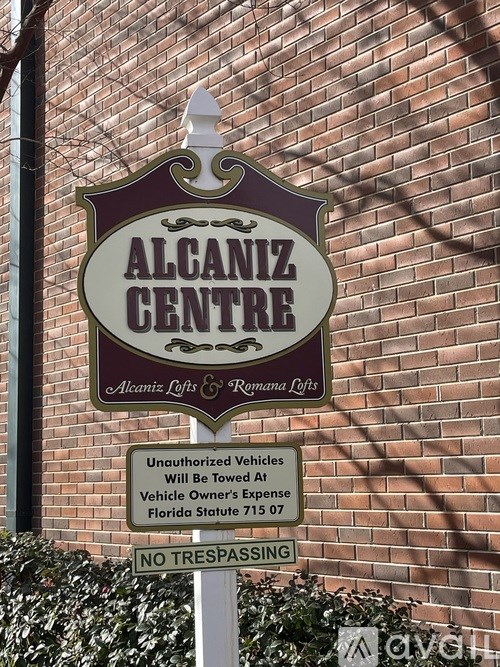 ALCANIZ
CENTRE
Alcaniz Lofts & Romana Lofts
Unauthorized Vehicles
Will Be Towed At
Vehicle Owner's Expense
Florida Statute 715 07
NO TRESPASSING
avail